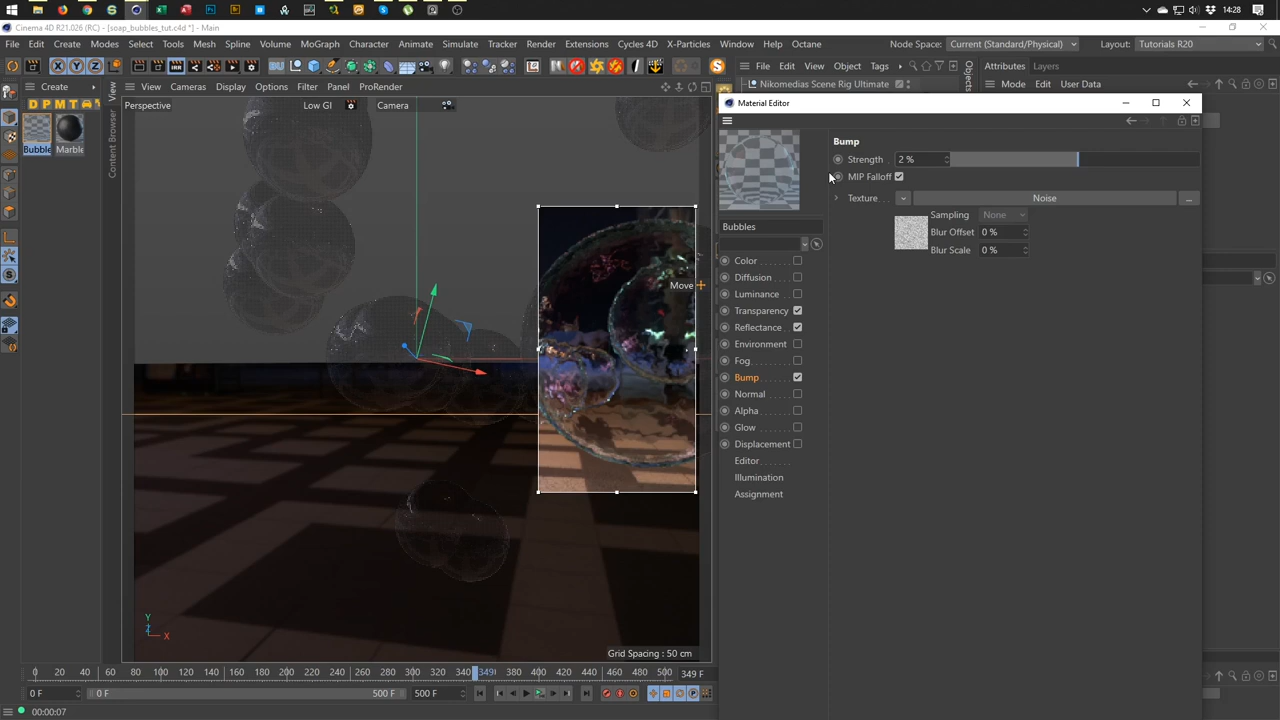 14:28
Cinema 4D R21.026 (RC) - [soap_bubbles_tut.c4d *] - Main
File Edit Create Modes Select Tools Mesh Spline Volume MoGraph Character Animate Simulate Tracker Render Extensions Cycles 4D X-Particles Window Help Octane Node Space: Current (Standard/Physical) Layout: Tutorials R20
X Y Z
Create View Cameras Display Options Filter Panel ProRender File Edit View Object Tags Objects Attributes Layers
Nikomedias Scene Rig Ultimate Mode Edit User Data
D P M T
Perspective Low GI Camera
Material Editor
View
Content Browser
Bubble Marble
Bump
Strength 2 %
MIP Falloff
Texture Noise ...
Sampling None
Blur Offset 0 %
Blur Scale 0 %
Bubbles
Color
Diffusion
Luminance
Transparency
Reflectance
Environment
Fog
Bump
Normal
Alpha
Glow
Displacement
Editor
Illumination
Assignment
Move
Y
Z
X
Grid Spacing : 50 cm
0 20 40 60 80 100 120 140 160 180 200 220 240 260 280 300 320 340 349 380 400 420 440 460 480 500 349 F
0 F 0 F 500 F 500 F
00:00:07